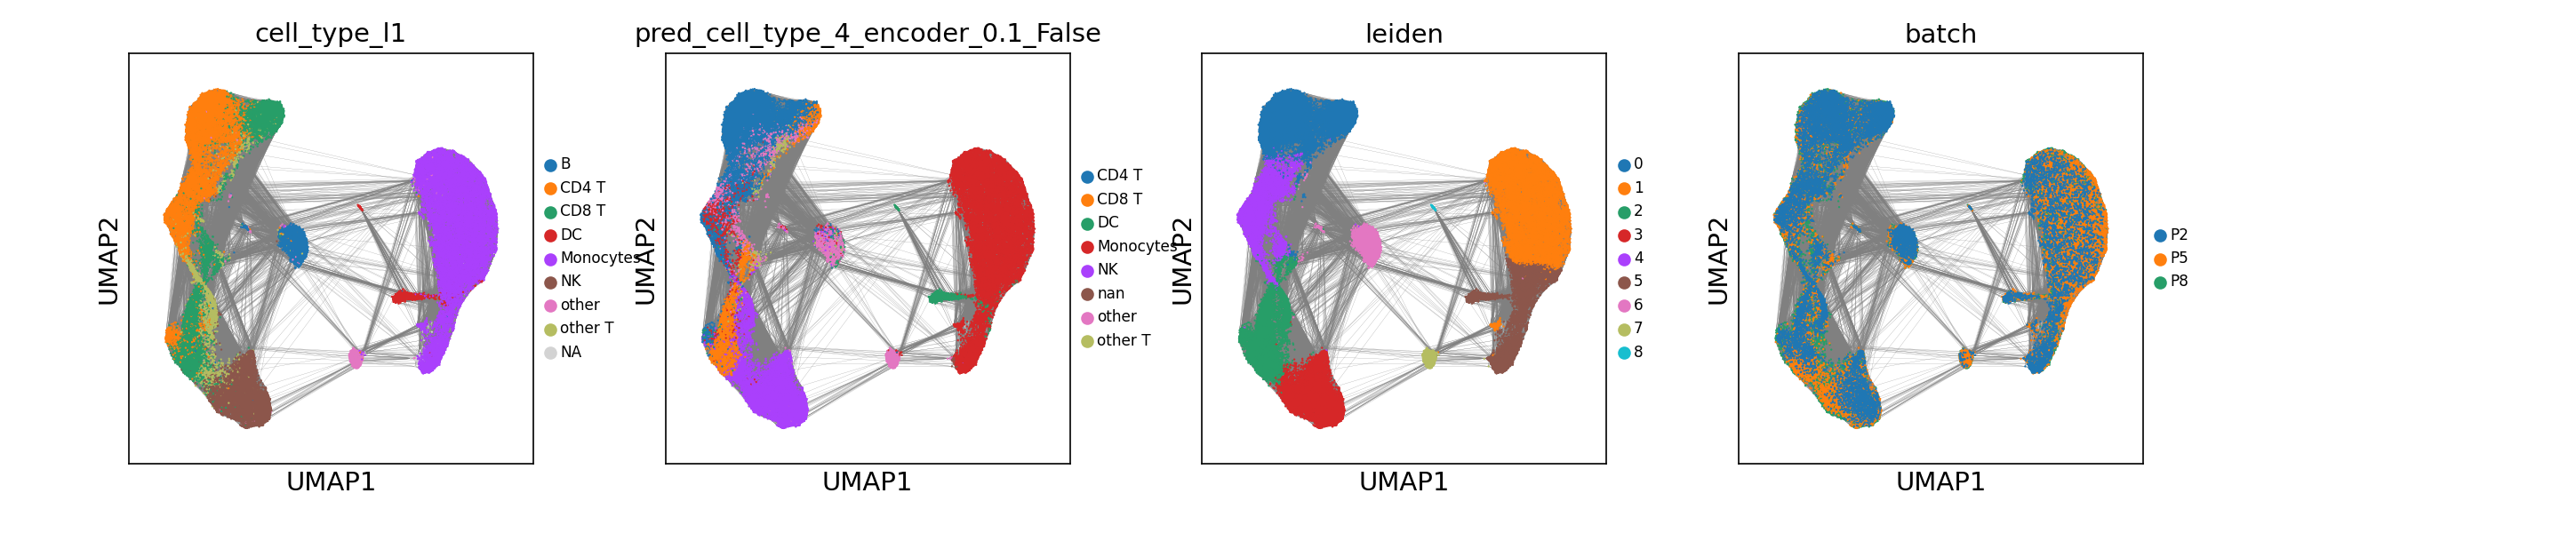 cell_type_l1
UMAP2
UMAP1
B
CD4 T
CD8 T
DC
Monocytes
NK
other
other T
NA
pred_cell_type_4_encoder_0.1_False
UMAP2
UMAP1
CD4 T
CD8 T
DC
Monocytes
NK
nan
other
other T
leiden
UMAP2
UMAP1
0
1
2
3
4
5
6
7
8
batch
UMAP2
UMAP1
P2
P5
P8